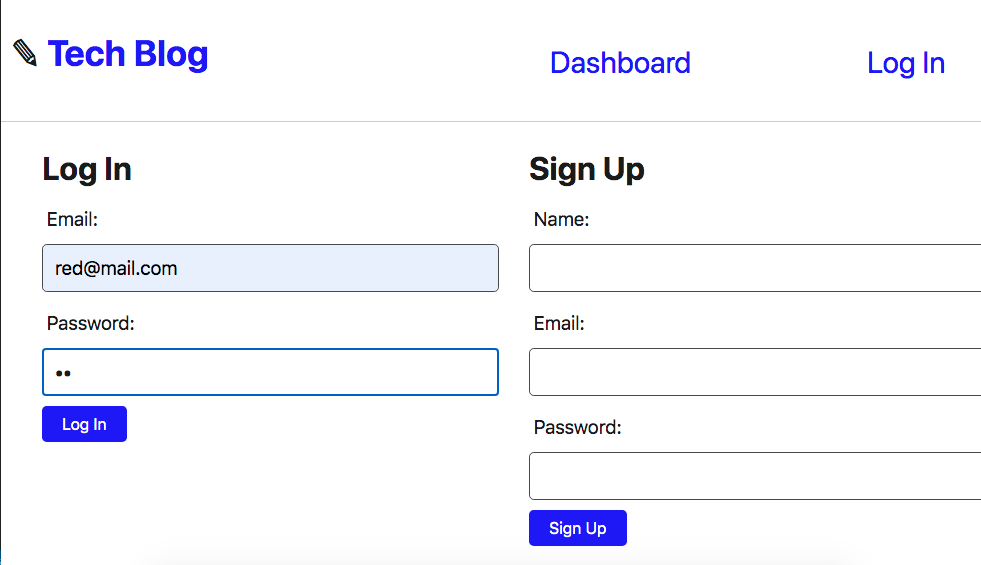 ✎ Tech Blog
Dashboard
Log In
Log In
Email:
red@mail.com
Password:
••
Log In
Sign Up
Name:
Email:
Password:
Sign Up